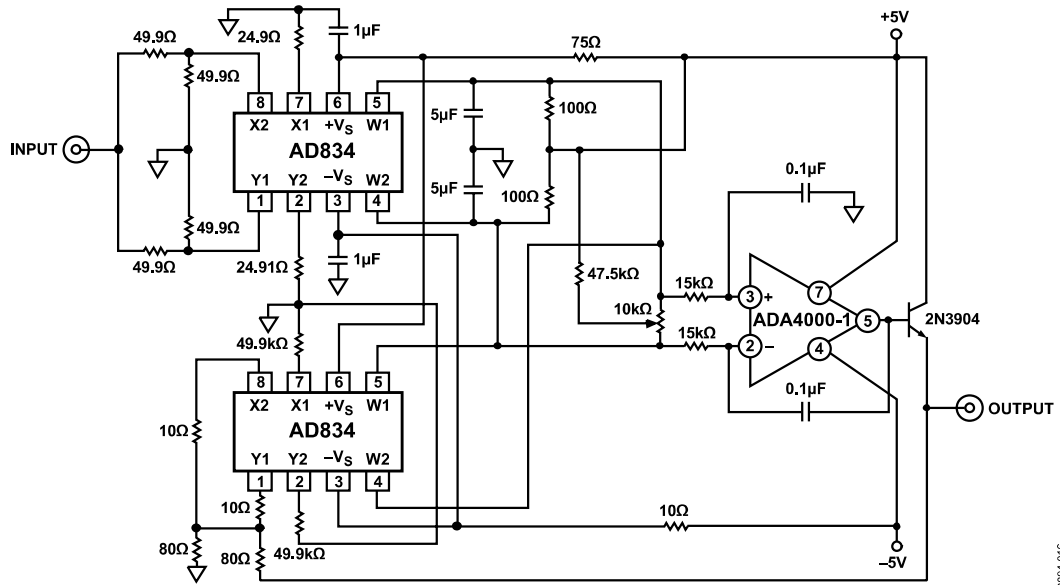 +5V
1µF
49.9Ω
24.9Ω
75Ω
49.9Ω
8 7 6 5
X2 X1 +VS W1
AD834
Y1 Y2 −VS W2
1 2 3 4
INPUT
5µF
5µF
100Ω
100Ω
0.1µF
49.9Ω
49.9Ω
24.91Ω
1µF
47.5kΩ
10kΩ
15kΩ
15kΩ
3 +
2 −
7
5
4
ADA4000-1
2N3904
0.1µF
OUTPUT
49.9kΩ
8 7 6 5
X2 X1 +VS W1
AD834
Y1 Y2 −VS W2
1 2 3 4
10Ω
10Ω
10Ω
80Ω
80Ω
49.9kΩ
−5V